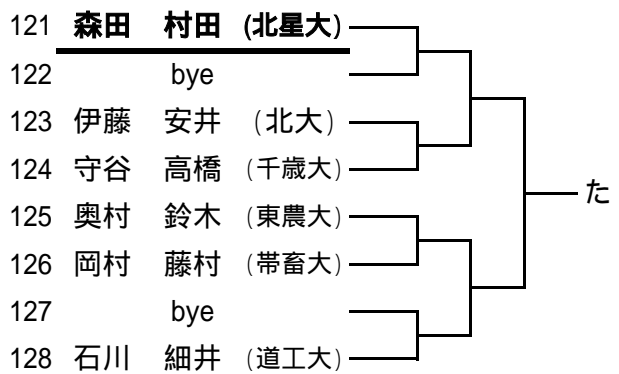 121 森田 村田 (北星大)
122 bye
123 伊藤 安井 (北大)
124 守谷 高橋 (千歳大)
た
125 奥村 鈴木 (東農大)
126 岡村 藤村 (帯畜大)
127 bye
128 石川 細井 (道工大)